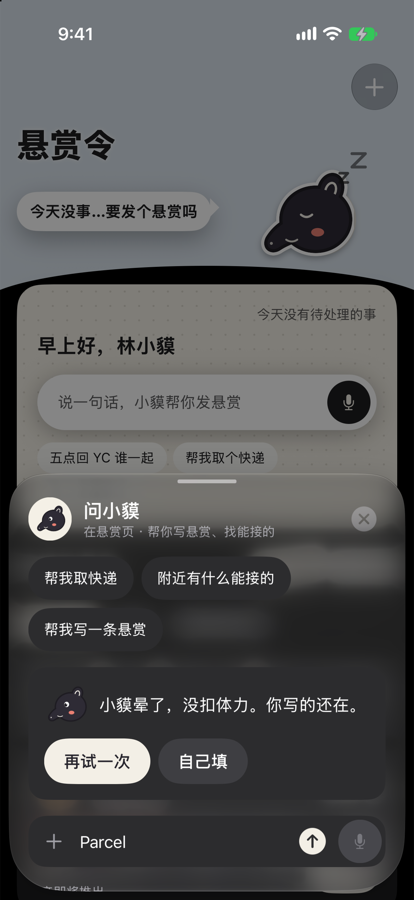 9:41
悬赏令
z
z
今天没事...要发个悬赏吗
今天没有待处理的事
早上好，林小貘
说一句话，小貘帮你发悬赏
五点回 YC 谁一起
帮我取个快递
问小貘
在悬赏页 · 帮你写悬赏、找能接的
帮我取快递
附近有什么能接的
帮我写一条悬赏
小貘晕了，没扣体力。你写的还在。
再试一次
自己填
Parcel
即将推出